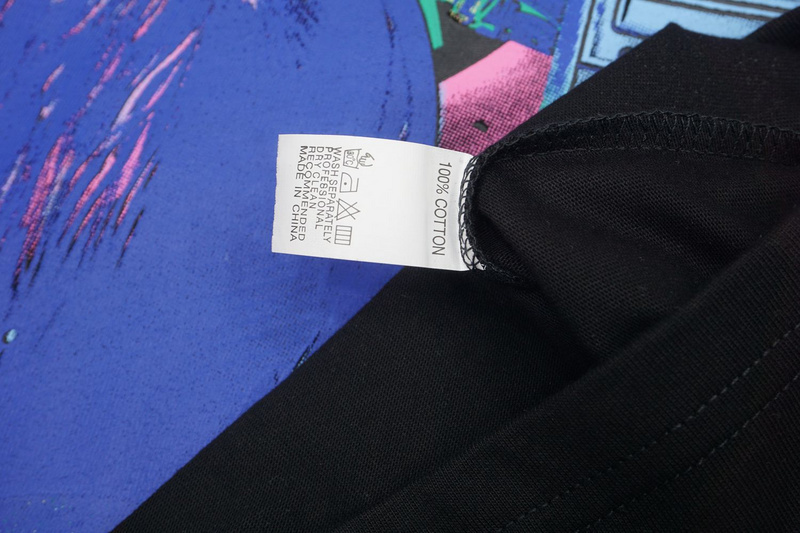 100% COTTON
WASH SEPARATELY
PROFESSIONAL
DRY CLEAN
RECOMMENDED
MADE IN CHINA